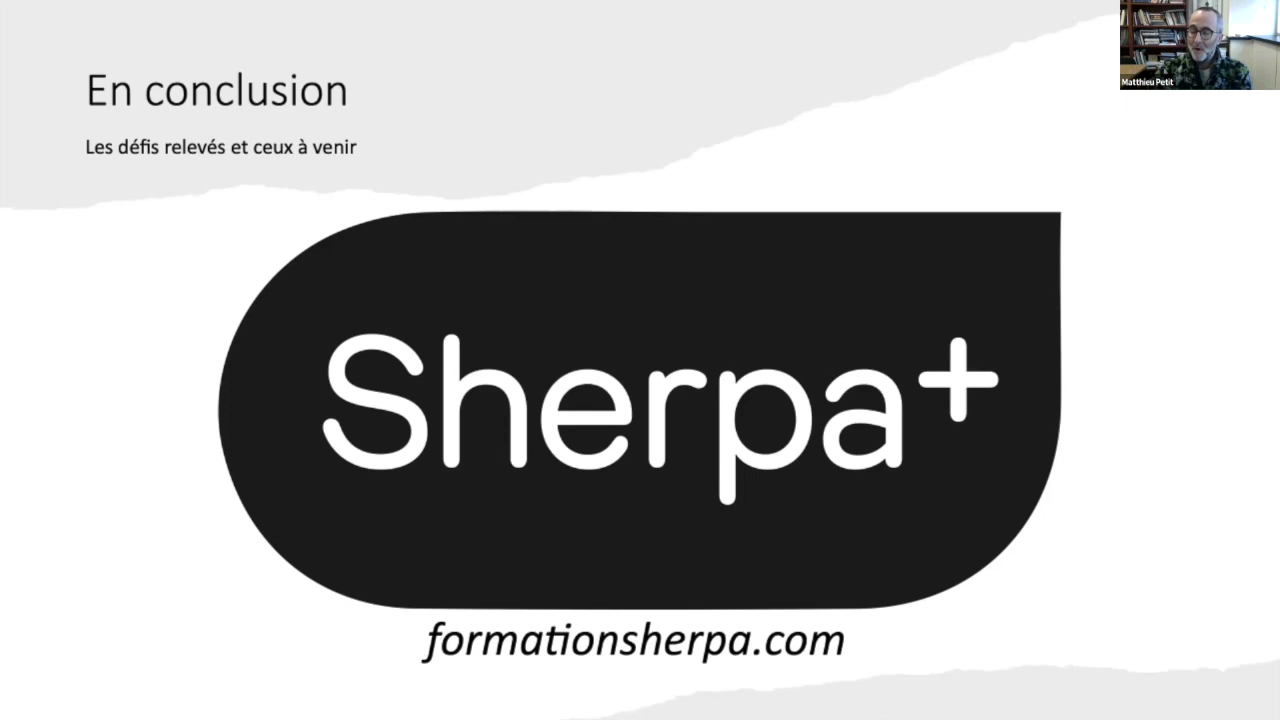 En conclusion
Les défis relevés et ceux à venir
Matthieu Petit
Sherpa+
formationsherpa.com